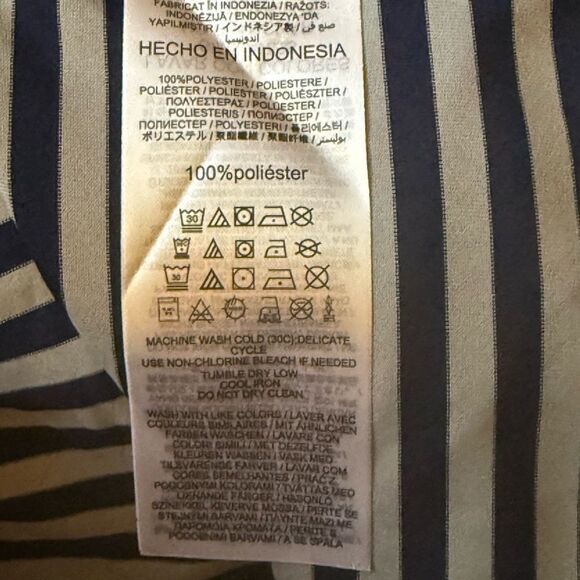 FABRICAT ÎN INDONEZIA / RAŽOTS:
INDONĒZIJĀ / ENDONEZYA 'DA
YAPILMIŞTIR / インドネシア製 / صنع في
اندونيسيا
HECHO EN INDONESIA
100%POLYESTER / POLIESTERE /
POLIÉSTER / POLIESTER / POLIÉSZTER /
ΠΟΛΥΕΣΤΕΡΑΣ / POLÜESTER /
POLIESTERIS / ПОЛИЭСТЕР /
ПОЛИЕСТЕР / POLYESTERI / 폴리에스터 /
ポリエステル / 聚酯纖維 / 聚酯纤维 / بوليستر
100%poliéster
30
30
MACHINE WASH COLD (30C);DELICATE
CYCLE
USE NON-CHLORINE BLEACH IF NEEDED
TUMBLE DRY LOW
COOL IRON
DO NOT DRY CLEAN
WASH WITH LIKE COLORS / LAVER AVEC
COULEURS SIMILAIRES / MIT ÄHNLICHEN
FARBEN WASCHEN / LAVARE CON
COLORI SIMILI / MET DEZELFDE
KLEUREN WASSEN / VASK MED
TILSVARENDE FARVER / LAVAR COM
CORES SEMELHANTES / PRAĆ Z
PODOBNYMI KOLORAMI / TVÄTTAS MED
LIKNANDE FÄRGER / HASONLÓ
SZÍNEKKEL KEVERVE MOSSA / PERTE SE
STEJNÝMI BARVAMI / ΠΛΥΝΤΕ ΜΑΖΙ ΜΕ
ΠΑΡΟΜΟΙΑ ΧΡΩΜΑΤΑ / PERITE S
PODOBNIMI BARVAMI / A SE SPĂLA